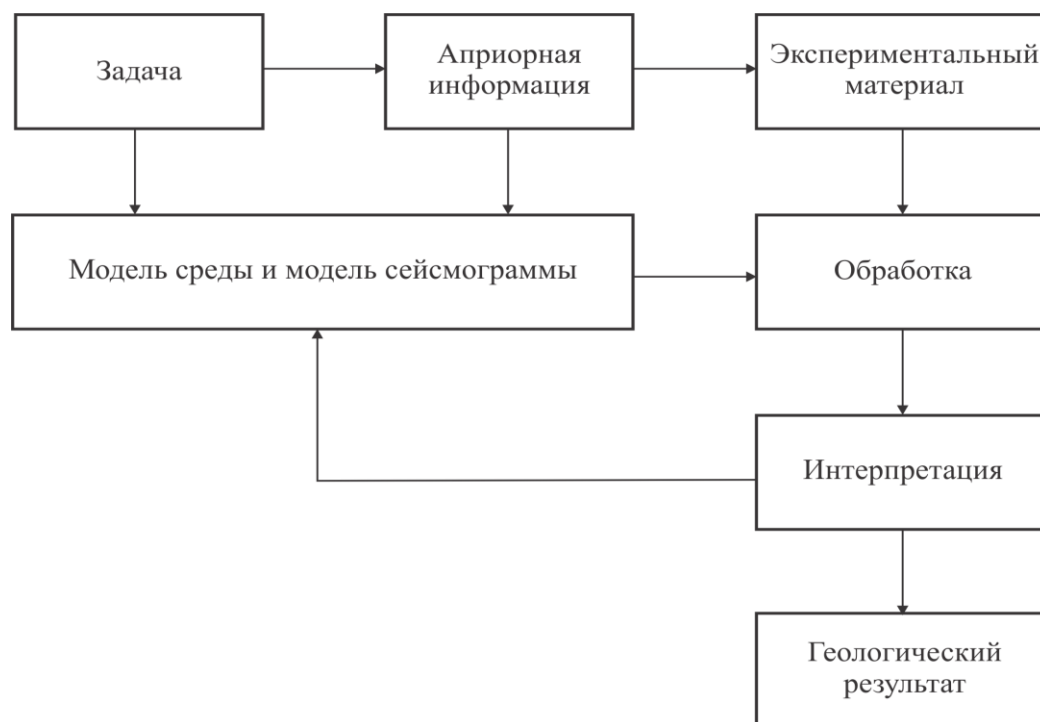 Задача
Априорная
информация
Экспериментальный
материал
Модель среды и модель сейсмограммы
Обработка
Интерпретация
Геологический
результат